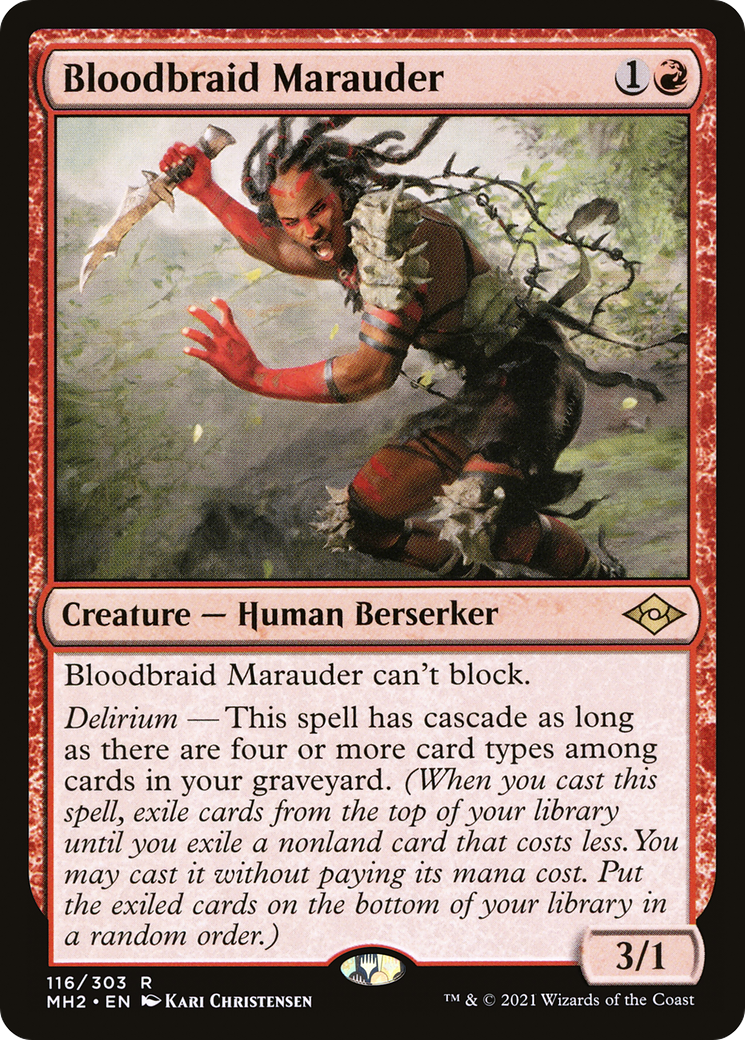 Bloodbraid Marauder 1
Creature — Human Berserker
Bloodbraid Marauder can't block.
Delirium — This spell has cascade as long
as there are four or more card types among
cards in your graveyard. (When you cast this
spell, exile cards from the top of your library
until you exile a nonland card that costs less. You
may cast it without paying its mana cost. Put
the exiled cards on the bottom of your library in
a random order.)
3/1
116/303 R
MH2 • EN Kari Christensen
™ & © 2021 Wizards of the Coast